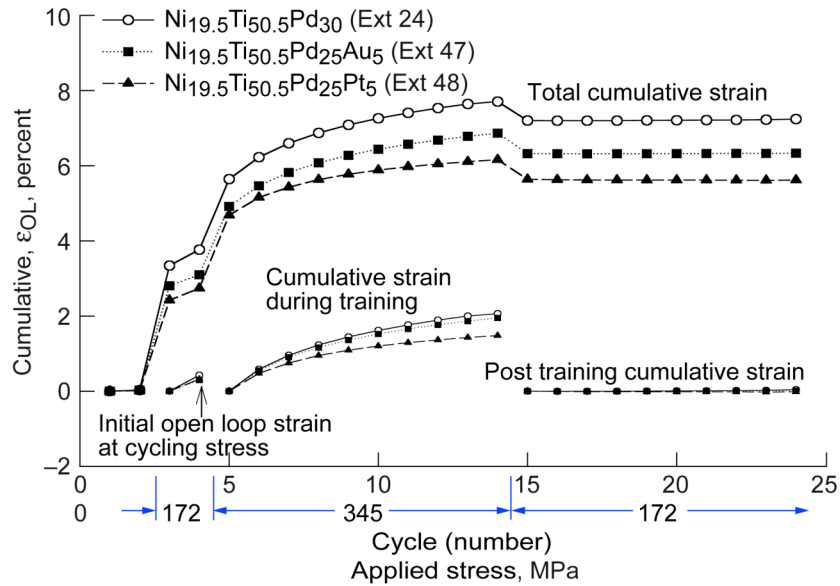 Ni19.5Ti50.5Pd30 (Ext 24)
Ni19.5Ti50.5Pd25Au5 (Ext 47)
Ni19.5Ti50.5Pd25Pt5 (Ext 48)
Total cumulative strain
Cumulative strain
during training
Post training cumulative strain
Initial open loop strain
at cycling stress
Cumulative, εOL, percent
10
8
6
4
2
0
–2
0 5 10 15 20 25
0 172 345 172
Cycle (number)
Applied stress, MPa